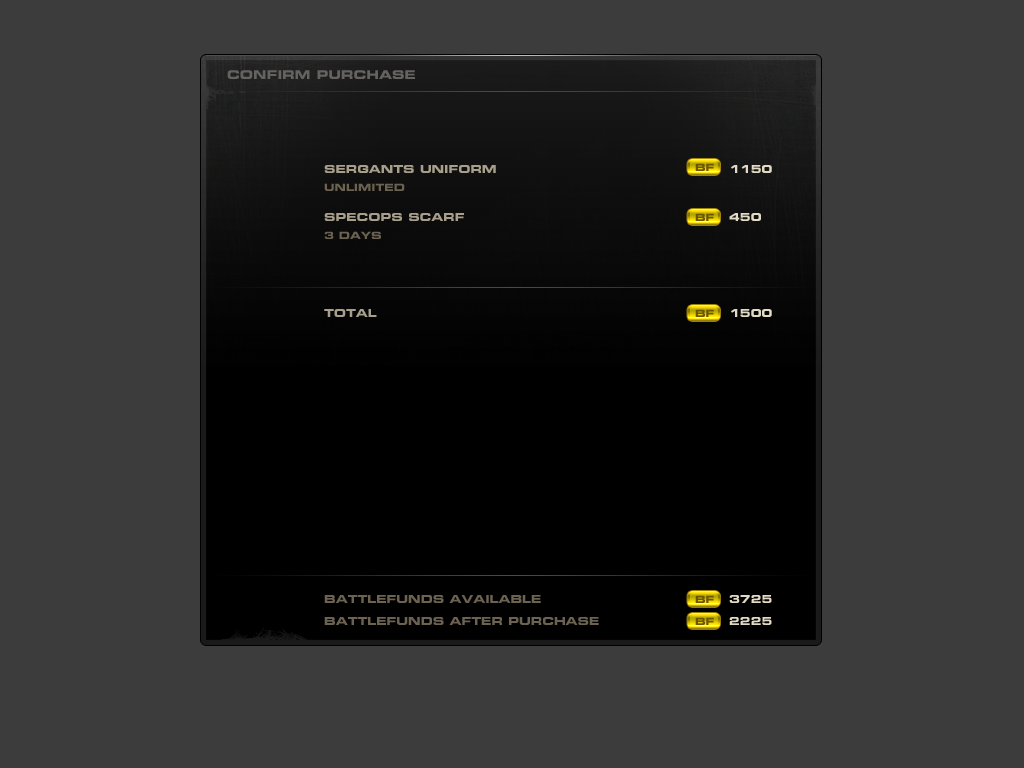 CONFIRM PURCHASE
SERGANTS UNIFORM BF 1150
UNLIMITED
SPECOPS SCARF BF 450
3 DAYS
TOTAL BF 1500
BATTLEFUNDS AVAILABLE BF 3725
BATTLEFUNDS AFTER PURCHASE BF 2225